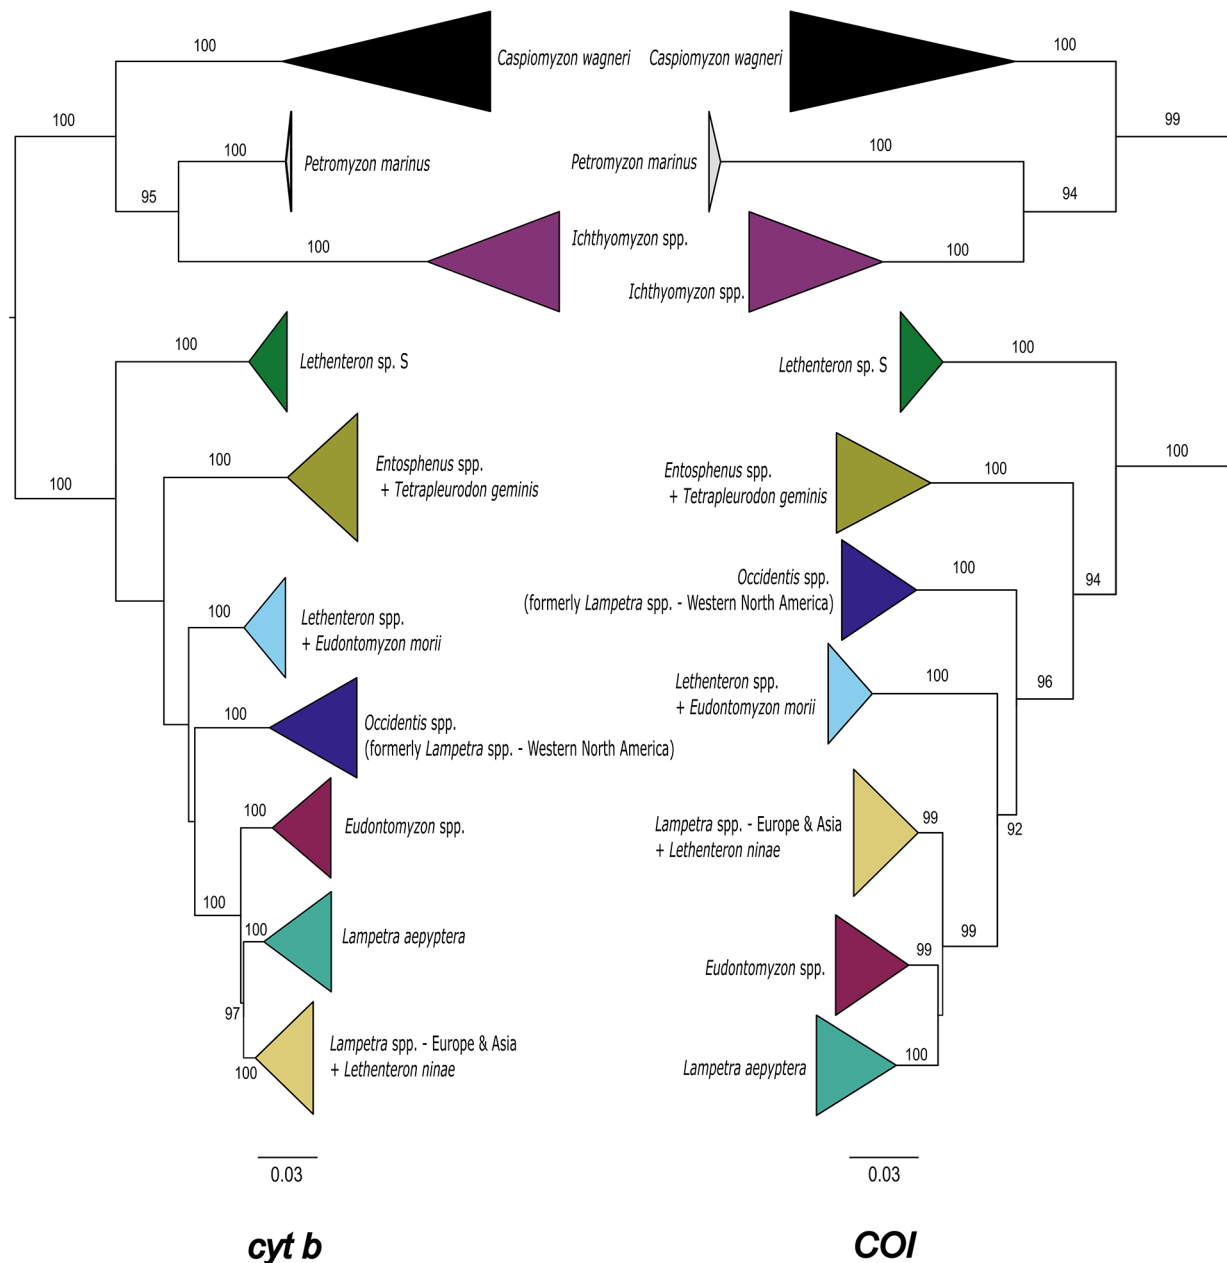 100
Caspiomyzon wagneri
100
100
Petromyzon marinus
95
100
Ichthyomyzon spp.
100
Lethenteron sp. S
100
Entosphenus spp.
+ Tetrapleurodon geminis
100
100
Lethenteron spp.
+ Eudontomyzon morii
100
Occidentis spp.
(formerly Lampetra spp. - Western North America)
100
Eudontomyzon spp.
100
100
Lampetra aepyptera
97
100
Lampetra spp. - Europe & Asia
+ Lethenteron ninae
0.03
cyt b
Caspiomyzon wagneri
100
99
Petromyzon marinus
100
94
Ichthyomyzon spp.
100
Lethenteron sp. S
100
100
Entosphenus spp.
+ Tetrapleurodon geminis
100
94
Occidentis spp.
(formerly Lampetra spp. - Western North America)
100
96
Lethenteron spp.
+ Eudontomyzon morii
100
92
Lampetra spp. - Europe & Asia
+ Lethenteron ninae
99
99
Eudontomyzon spp.
99
Lampetra aepyptera
100
0.03
COI